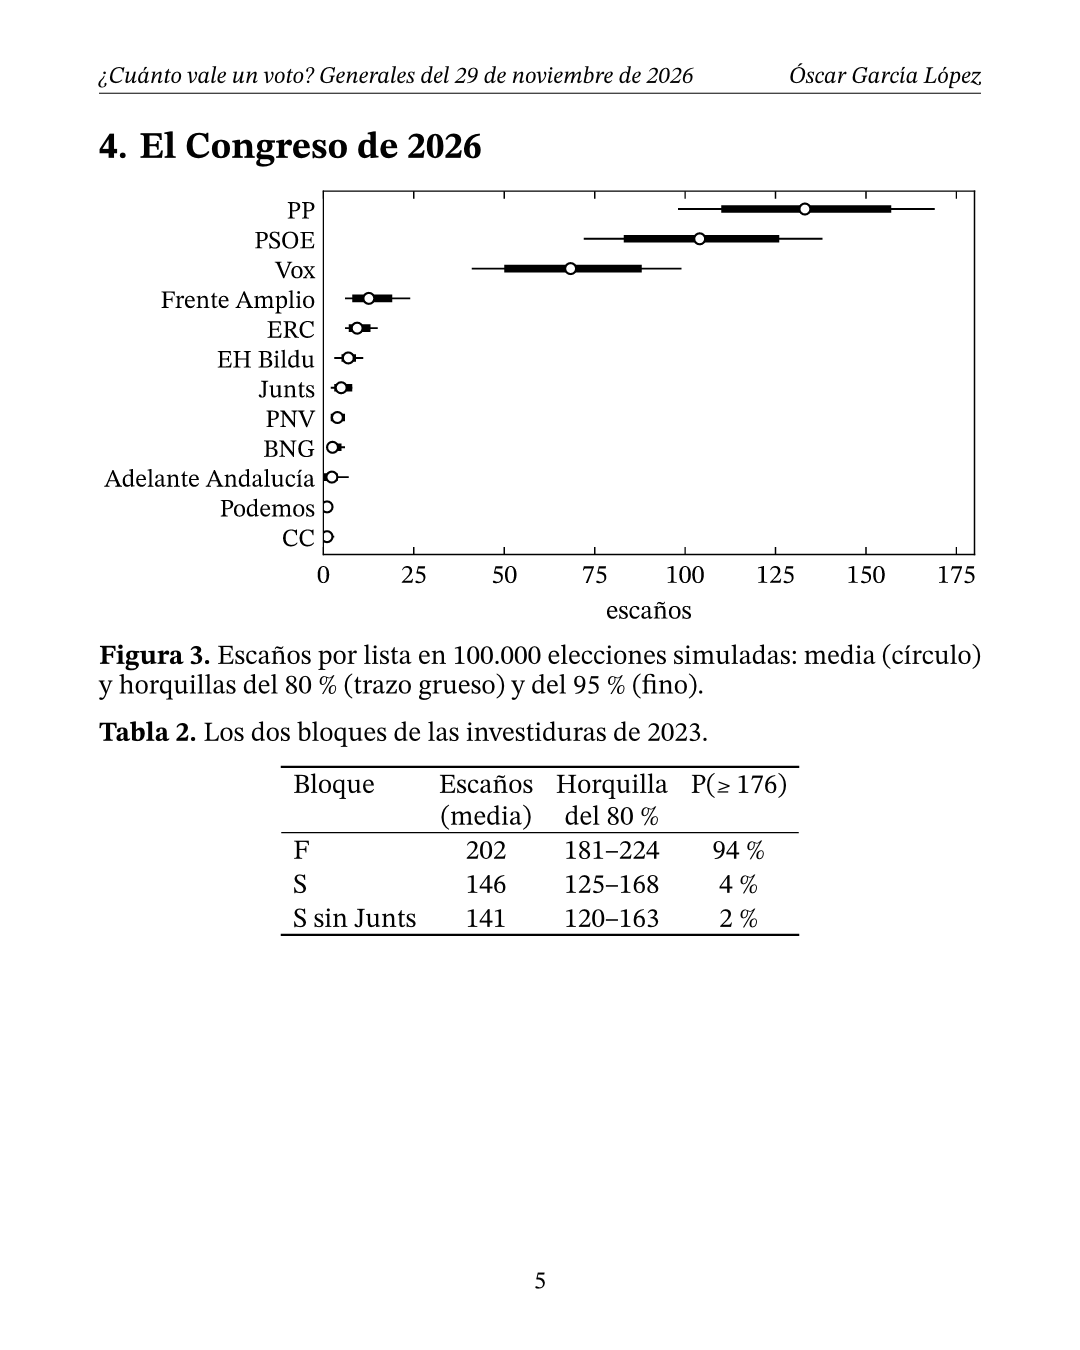 ¿Cuánto vale un voto? Generales del 29 de noviembre de 2026 Óscar García López
4. El Congreso de 2026
PP
PSOE
Vox
Frente Amplio
ERC
EH Bildu
Junts
PNV
BNG
Adelante Andalucía
Podemos
CC
0 25 50 75 100 125 150 175
escaños
Figura 3. Escaños por lista en 100.000 elecciones simuladas: media (círculo)
y horquillas del 80 % (trazo grueso) y del 95 % (fino).
Tabla 2. Los dos bloques de las investiduras de 2023.
Bloque Escaños Horquilla P(≥ 176)
(media) del 80 %
F 202 181–224 94 %
S 146 125–168 4 %
S sin Junts 141 120–163 2 %
5